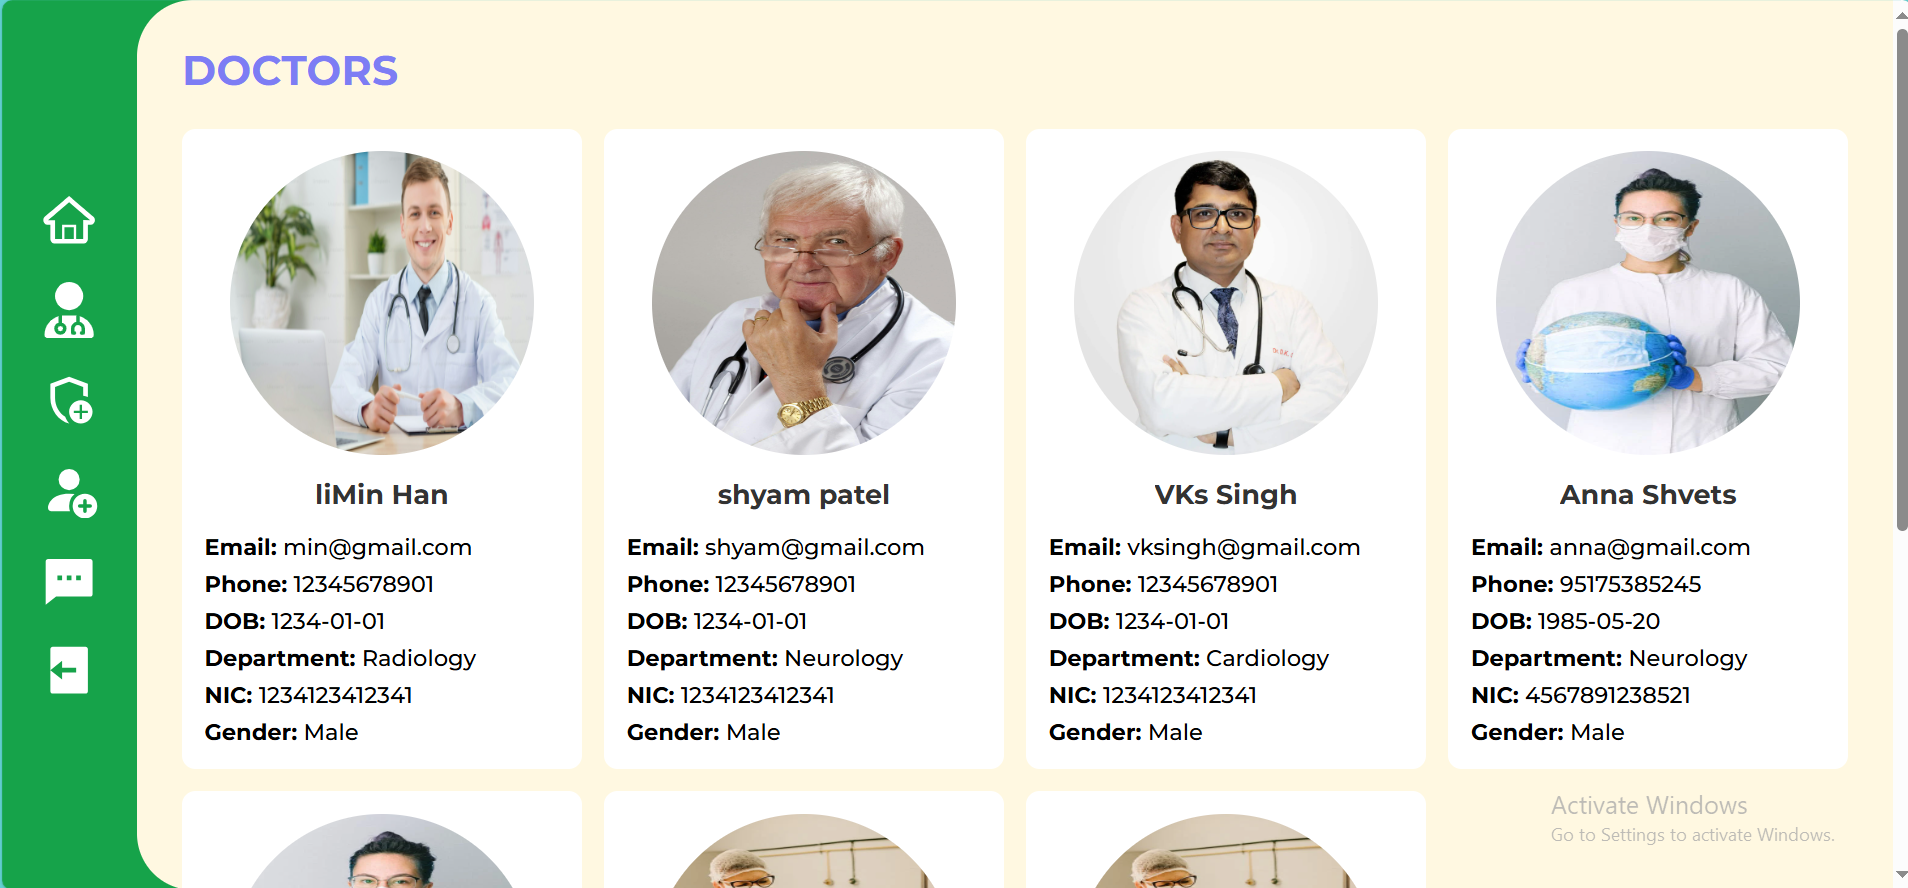 DOCTORS
liMin Han
Email: min@gmail.com
Phone: 12345678901
DOB: 1234-01-01
Department: Radiology
NIC: 1234123412341
Gender: Male
shyam patel
Email: shyam@gmail.com
Phone: 12345678901
DOB: 1234-01-01
Department: Neurology
NIC: 1234123412341
Gender: Male
VKs Singh
Email: vksingh@gmail.com
Phone: 12345678901
DOB: 1234-01-01
Department: Cardiology
NIC: 1234123412341
Gender: Male
Anna Shvets
Email: anna@gmail.com
Phone: 95175385245
DOB: 1985-05-20
Department: Neurology
NIC: 4567891238521
Gender: Male
Activate Windows
Go to Settings to activate Windows.